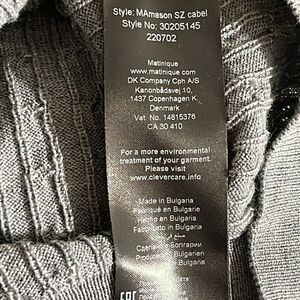 Style: MAmason SZ cabel
Style No: 30205145
220702
Matinique
www.matinique.com
DK Company Cph A/S
Kanonbådsvej 10,
1437 Copenhagen K
Denmark
Vat. No. 14815376
CA 30 410
For more environmental
treatment of your garment.
Please visit
www.clevercare.info
Made in Bulgaria
Fabriqué en Bulgarie
Hecho en Bulgaria
Сделано Болгарии
Bulgarien
Bulgaria
EAC